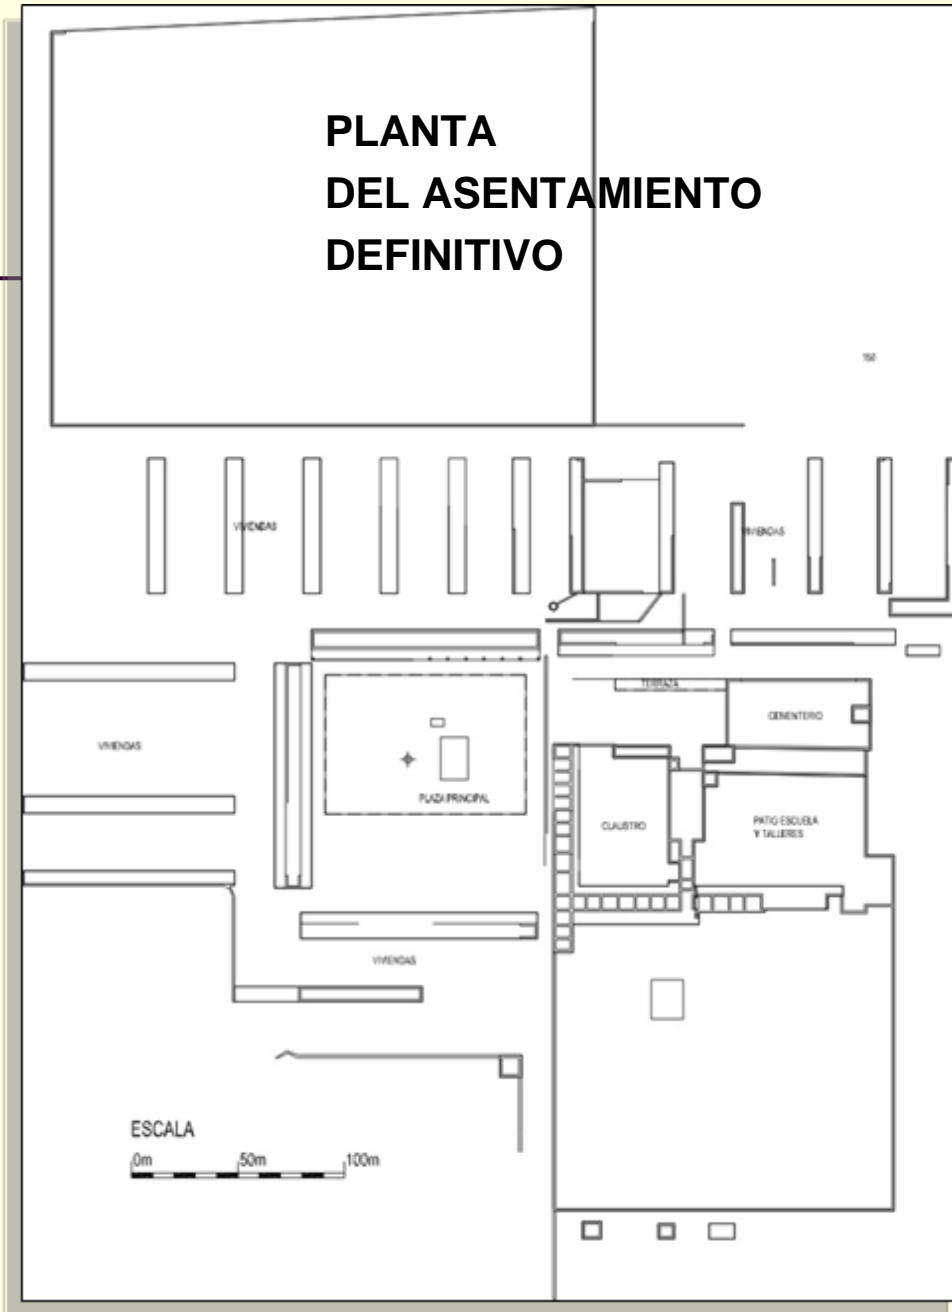 PLANTA
DEL ASENTAMIENTO
DEFINITIVO
150
VIVIENDAS
VIVIENDAS
TERRAZA
CEMENTERIO
VIVIENDAS
PLAZA PRINCIPAL
CLAUSTRO
PATIO ESCUELA
Y TALLERES
VIVIENDAS
ESCALA
0m 50m 100m